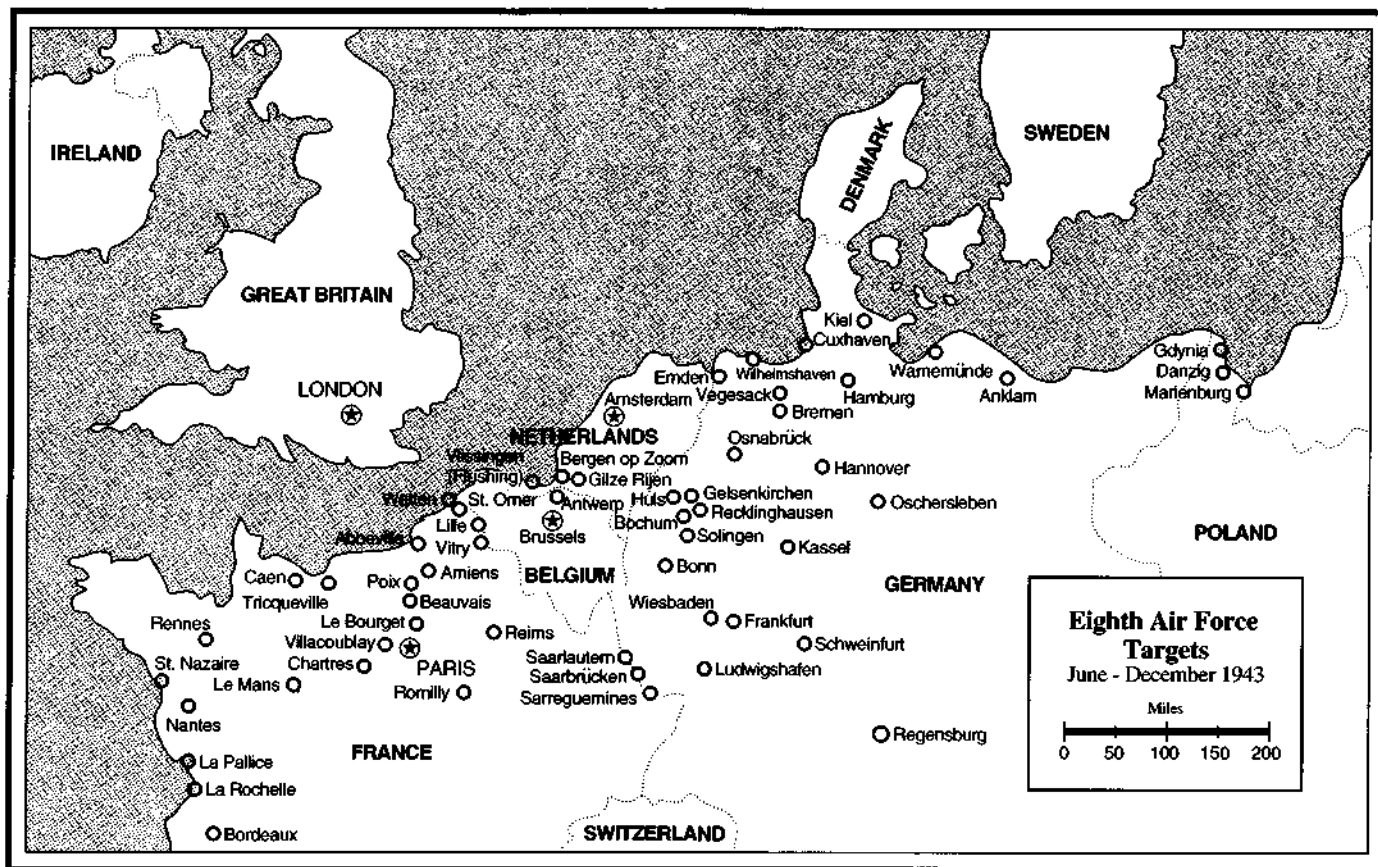 IRELAND
GREAT BRITAIN
LONDON
DENMARK
SWEDEN
Kiel
Cuxhaven
Emden
Wilhelmshaven
Vegesack
Bremen
Hamburg
Warnemünde
Anklam
Gdynia
Danzig
Marienburg
Amsterdam
NETHERLANDS
Osnabrück
Hannover
Vlissingen
(Flushing)
Bergen op Zoom
Gilze Rijen
Watten
St. Omer
Antwerp
Huls
Gelsenkirchen
Recklinghausen
Oschersleben
Bochum
Lille
Brussels
Solingen
Abbeville
Vitry
Kassel
POLAND
Caen
Tricqueville
Poix
Amiens
BELGIUM
Bonn
GERMANY
Beauvais
Wiesbaden
Frankfurt
Le Bourget
Rennes
Villacoublay
Reims
Schweinfurt
St. Nazaire
Chartres
PARIS
Saarlautern
Saarbrücken
Ludwigshafen
Le Mans
Romilly
Sarreguemines
Nantes
FRANCE
Regensburg
La Pallice
La Rochelle
Bordeaux
SWITZERLAND
Eighth Air Force
Targets
June - December 1943
Miles
0 50 100 150 200